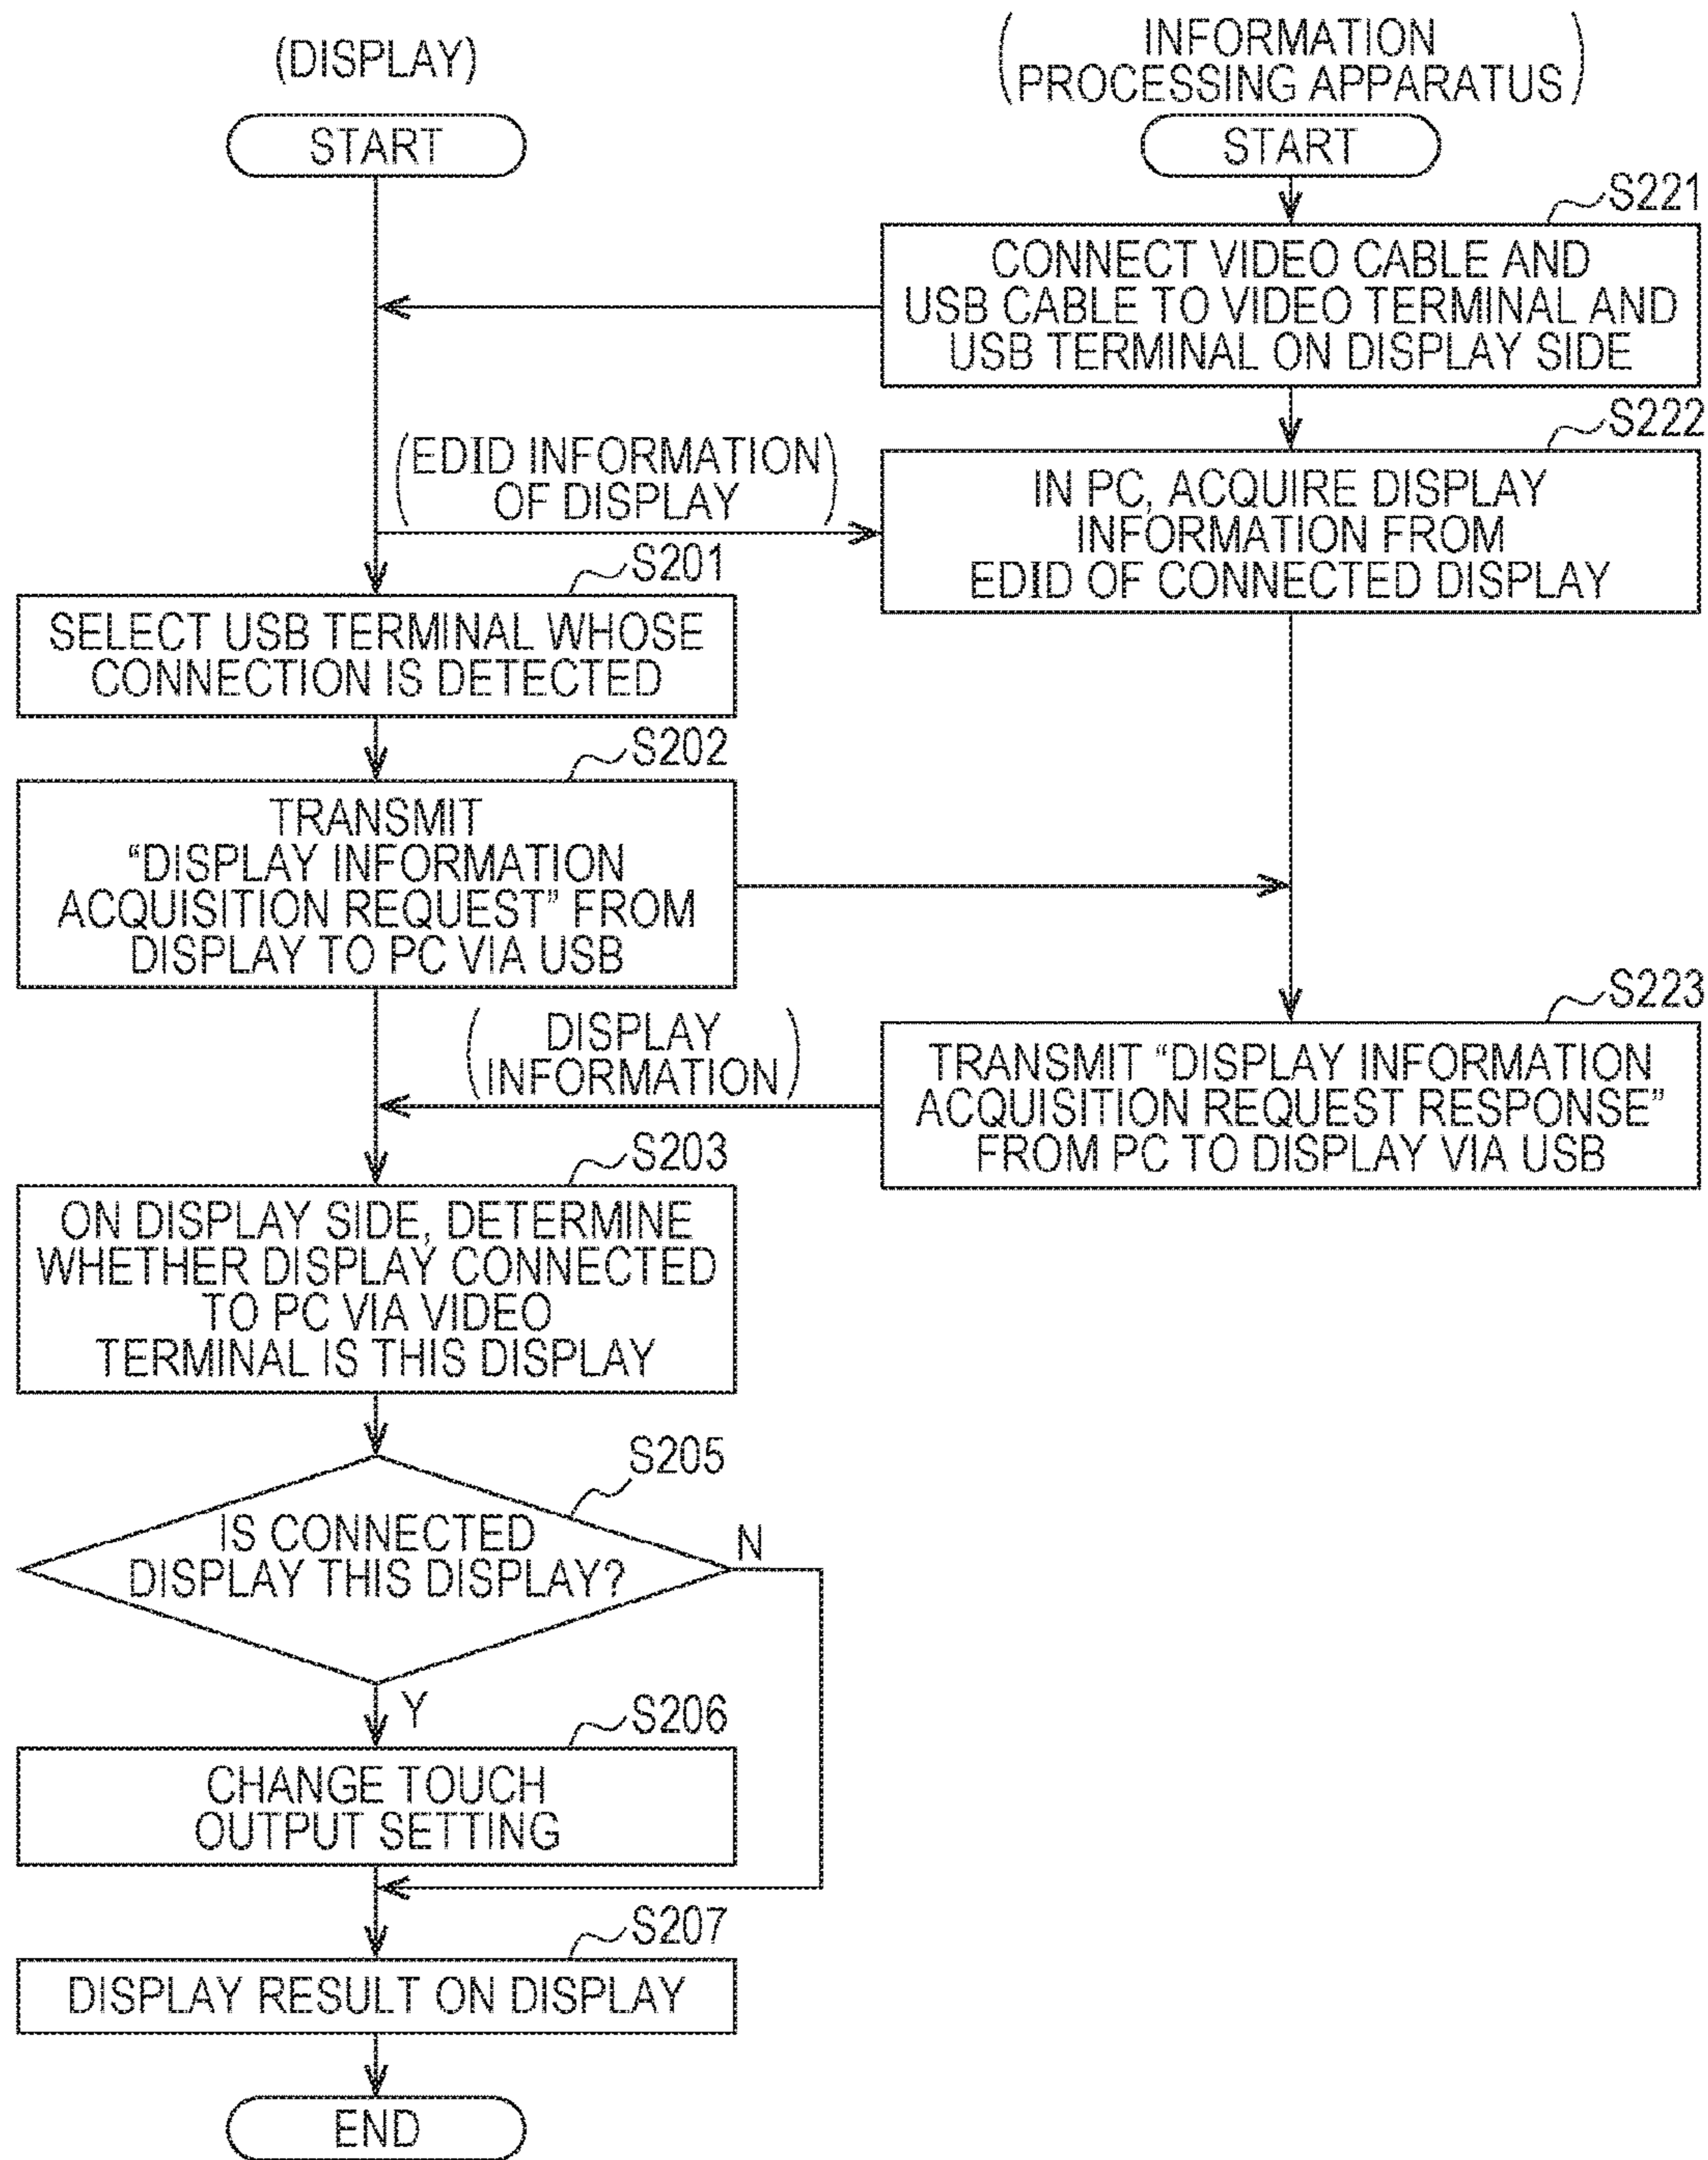 (DISPLAY)
START
S201
SELECT USB TERMINAL WHOSE
CONNECTION IS DETECTED
S202
TRANSMIT
“DISPLAY INFORMATION
ACQUISITION REQUEST” FROM
DISPLAY TO PC VIA USB
S203
ON DISPLAY SIDE, DETERMINE
WHETHER DISPLAY CONNECTED
TO PC VIA VIDEO
TERMINAL IS THIS DISPLAY
S205
IS CONNECTED
DISPLAY THIS DISPLAY?
N
Y
S206
CHANGE TOUCH
OUTPUT SETTING
S207
DISPLAY RESULT ON DISPLAY
END
(EDID INFORMATION
OF DISPLAY)
(DISPLAY
INFORMATION)
(INFORMATION
PROCESSING APPARATUS)
START
S221
CONNECT VIDEO CABLE AND
USB CABLE TO VIDEO TERMINAL AND
USB TERMINAL ON DISPLAY SIDE
S222
IN PC, ACQUIRE DISPLAY
INFORMATION FROM
EDID OF CONNECTED DISPLAY
S223
TRANSMIT “DISPLAY INFORMATION
ACQUISITION REQUEST RESPONSE”
FROM PC TO DISPLAY VIA USB